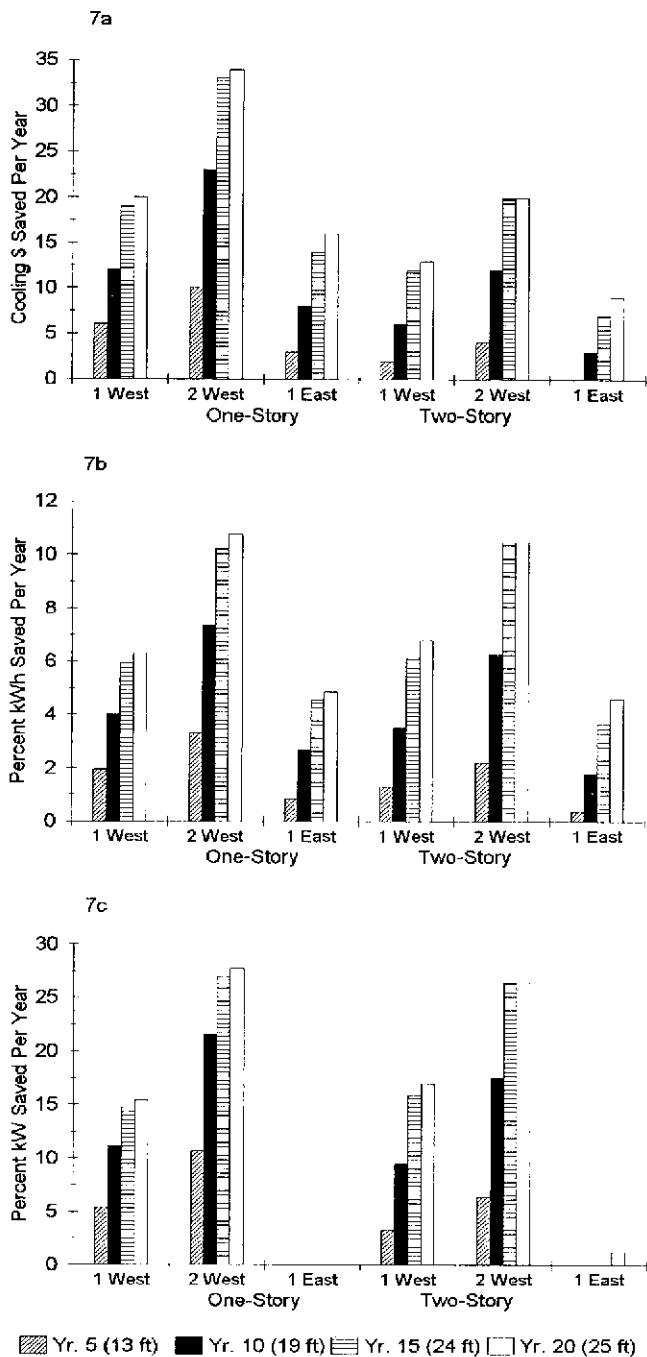 7a
Cooling $ Saved Per Year
35
30
25
20
15
10
5
0
1 West 2 West 1 East 1 West 2 West 1 East
One-Story Two-Story
7b
Percent kWh Saved Per Year
12
10
8
6
4
2
0
1 West 2 West 1 East 1 West 2 West 1 East
One-Story Two-Story
7c
Percent kW Saved Per Year
30
25
20
15
10
5
0
1 West 2 West 1 East 1 West 2 West 1 East
One-Story Two-Story
Yr. 5 (13 ft) Yr. 10 (19 ft) Yr. 15 (24 ft) Yr. 20 (25 ft)